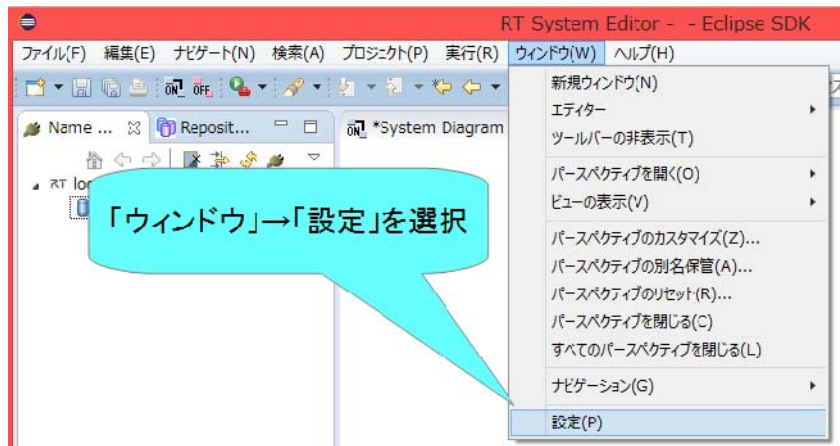 RT System Editor - - Eclipse SDK
ファイル(F) 編集(E) ナビゲート(N) 検索(A) プロジェクト(P) 実行(R) ウィンドウ(W) ヘルプ(H)
ON OFF
Name ... Reposit... *System Diagram
RT
「ウィンドウ」→「設定」を選択
新規ウィンドウ(N)
エディター
ツールバーの非表示(T)
パースペクティブを開く(O)
ビューの表示(V)
パースペクティブのカスタマイズ(Z)...
パースペクティブの別名保管(A)...
パースペクティブのリセット(R)...
パースペクティブを閉じる(C)
すべてのパースペクティブを閉じる(L)
ナビゲーション(G)
設定(P)